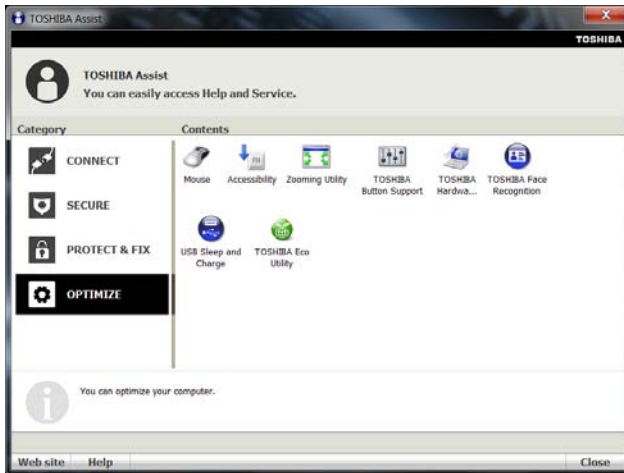 TOSHIBA Assist
TOSHIBA
TOSHIBA Assist
You can easily access Help and Service.
Category
Contents
CONNECT
SECURE
PROTECT & FIX
OPTIMIZE
Mouse
Accessibility
Zooming Utility
TOSHIBA
Button Support
TOSHIBA
Hardwa...
TOSHIBA Face
Recognition
USB Sleep and
Charge
TOSHIBA Eco
Utility
You can optimize your computer.
Web site
Help
Close